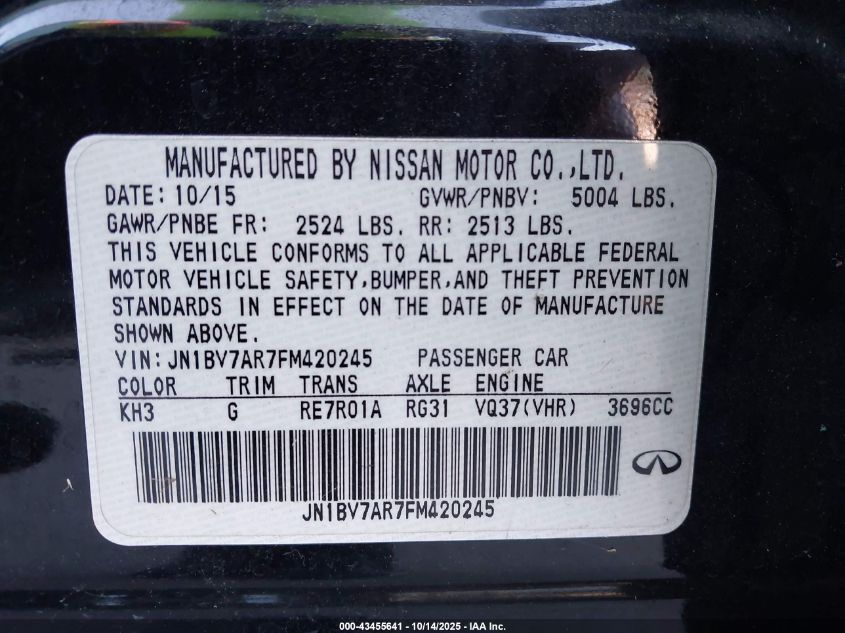 MANUFACTURED BY NISSAN MOTOR CO.,LTD.
DATE: 10/15 GVWR/PNBV: 5004 LBS.
GAWR/PNBE FR: 2524 LBS. RR: 2513 LBS.
THIS VEHICLE CONFORMS TO ALL APPLICABLE FEDERAL
MOTOR VEHICLE SAFETY,BUMPER,AND THEFT PREVENTION
STANDARDS IN EFFECT ON THE DATE OF MANUFACTURE
SHOWN ABOVE.
VIN:JN1BV7AR7FM420245 PASSENGER CAR
COLOR TRIM TRANS AXLE ENGINE
KH3 G RE7R01A RG31 VQ37(VHR) 3696CC
JN1BV7AR7FM420245
000-43455641 - 10/14/2025 - IAA Inc.